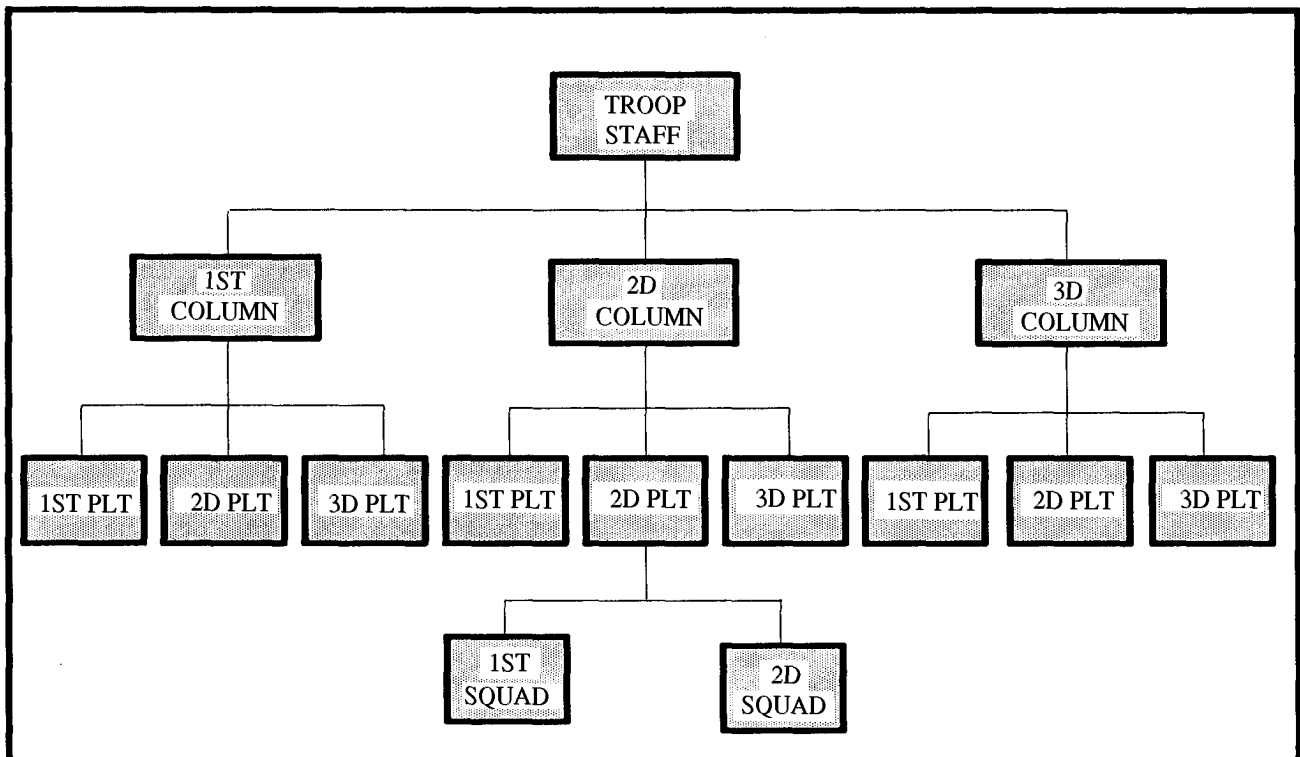 TROOP
STAFF
1ST
COLUMN
2D
COLUMN
3D
COLUMN
1ST PLT
2D PLT
3D PLT
1ST PLT
2D PLT
3D PLT
1ST PLT
2D PLT
3D PLT
1ST
SQUAD
2D
SQUAD